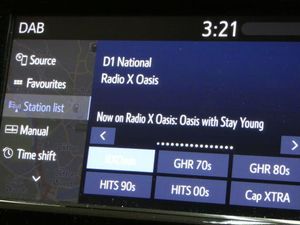 DAB
3:21
Source
Favourites
Station list
Manual
Time shift
D1 National
Radio X Oasis
Now on Radio X Oasis: Oasis with Stay Young
GHR 70s
GHR 80s
HITS 90s
HITS 00s
Cap XTRA